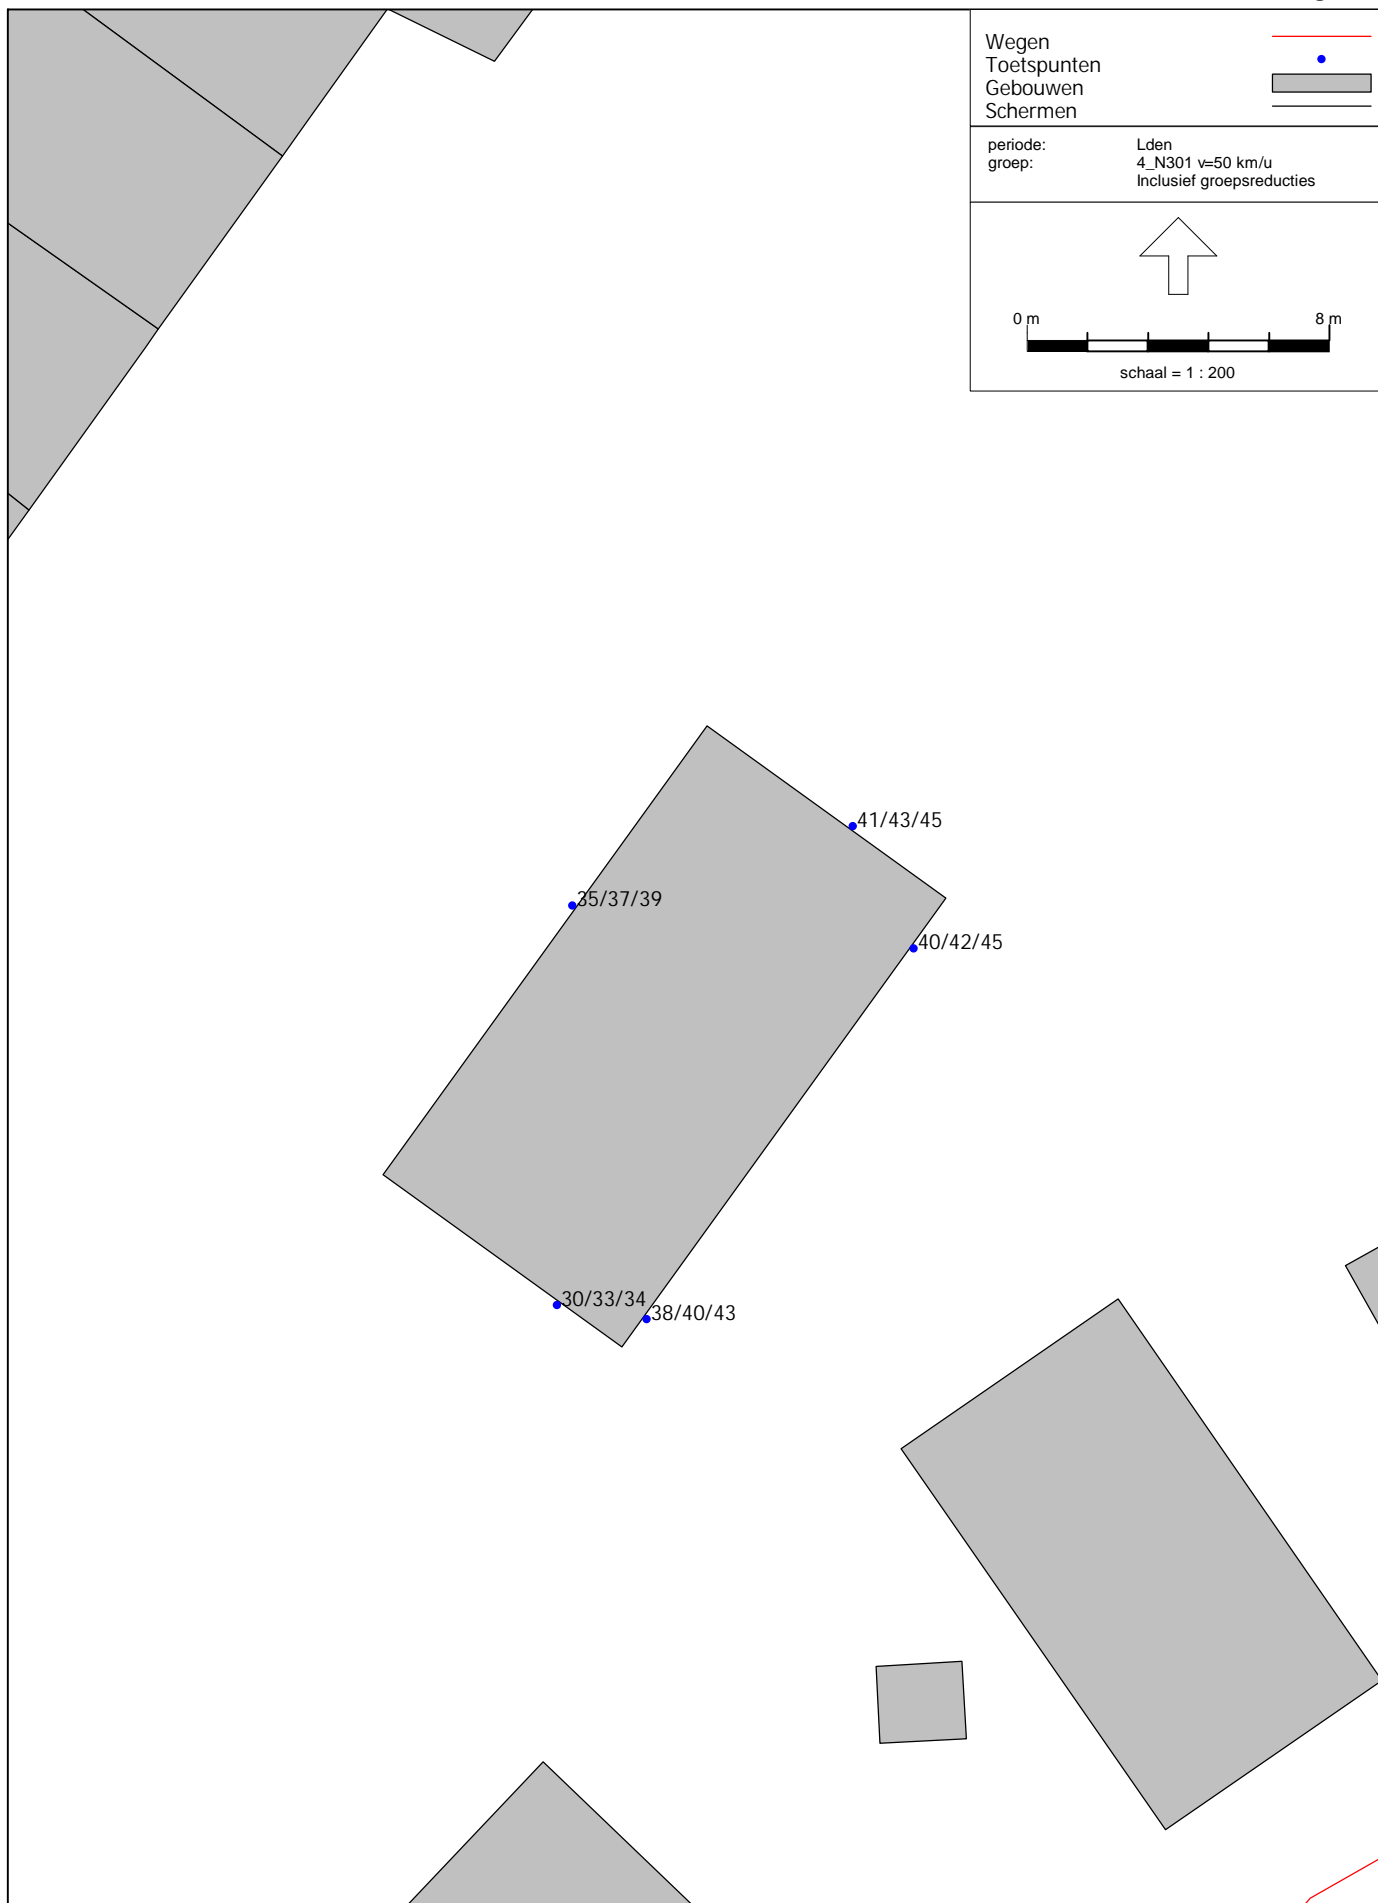 Wegen
Toetspunten
Gebouwen
Schermen
periode: Lden
groep: 4_N301 v=50 km/u
Inclusief groepsreducties
0 m 8 m
schaal = 1 : 200
41/43/45
35/37/39
40/42/45
30/33/34
38/40/43